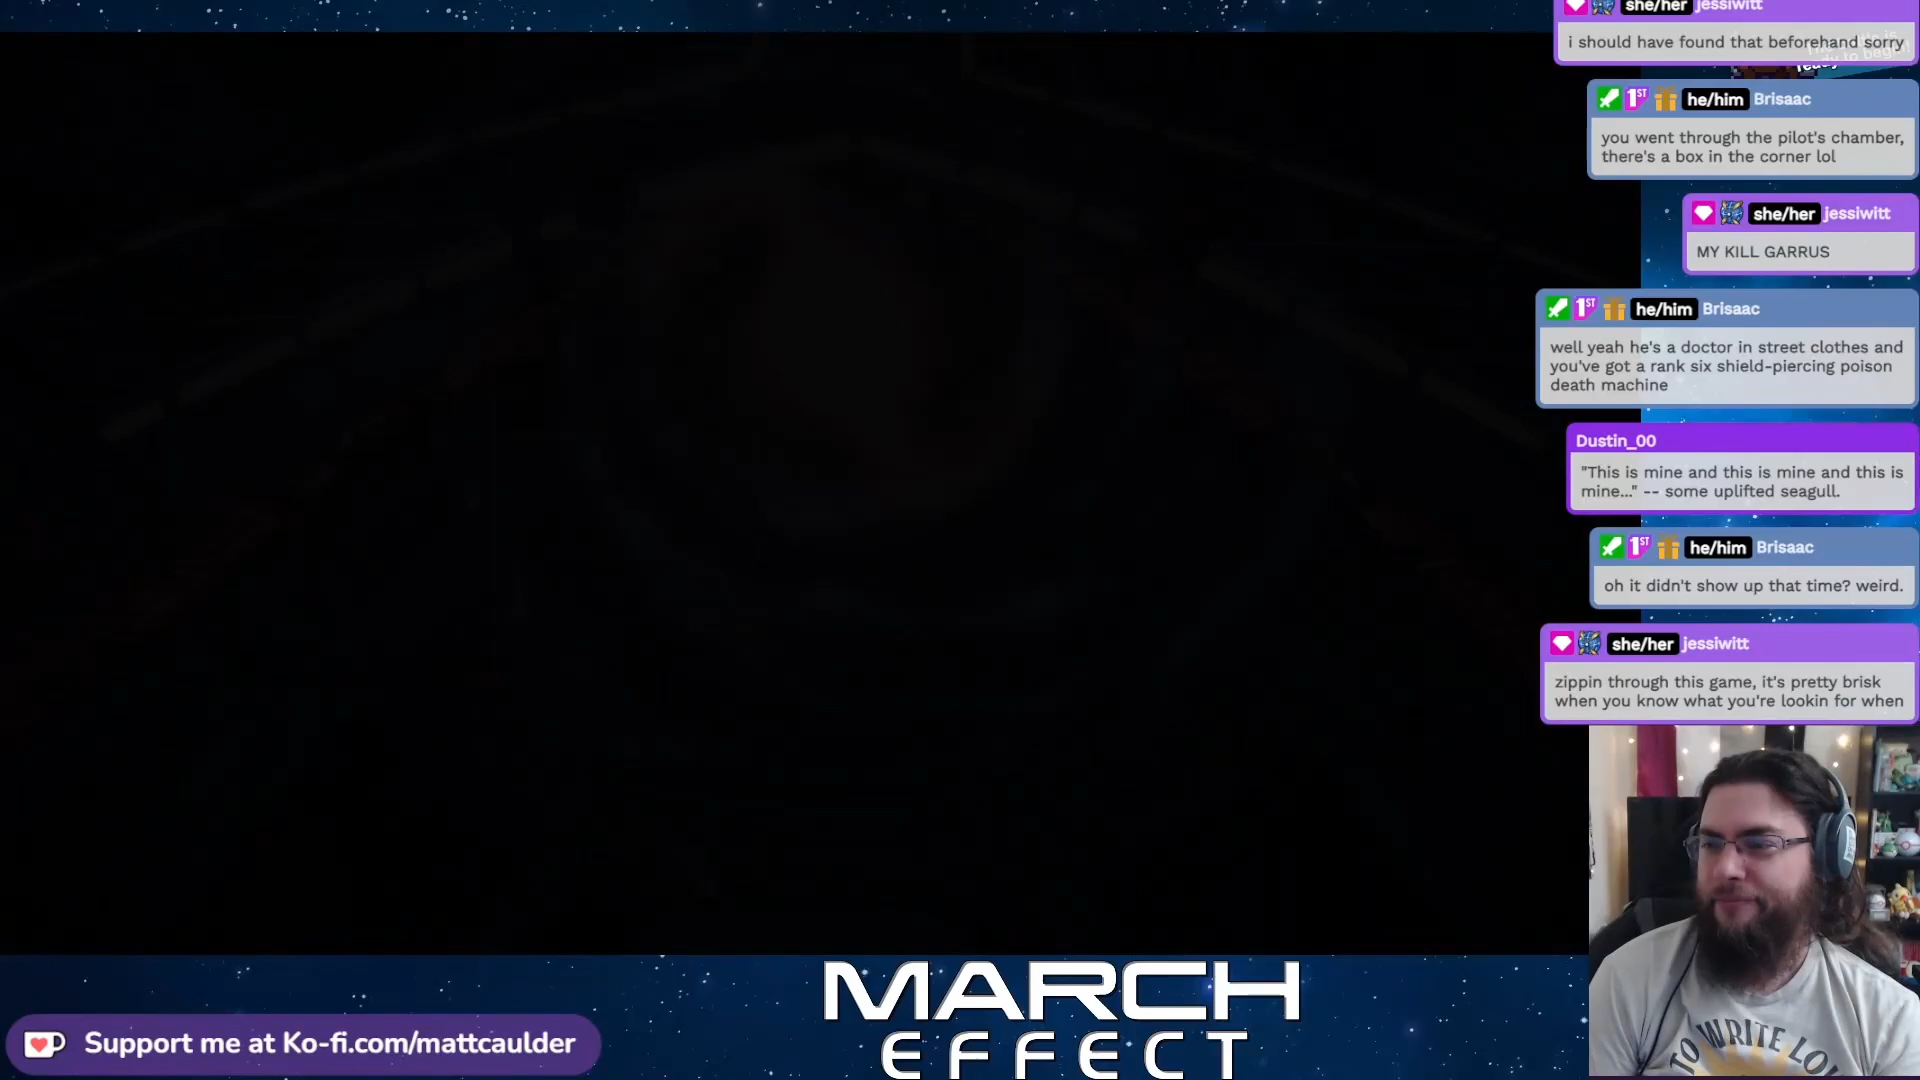 she/her jessiwitt
i should have found that beforehand sorry
1ST he/him Brisaac
you went through the pilot's chamber,
there's a box in the corner lol
she/her jessiwitt
MY KILL GARRUS
1ST he/him Brisaac
well yeah he's a doctor in street clothes and
you've got a rank six shield-piercing poison
death machine
Dustin_00
"This is mine and this is mine and this is
mine..." -- some uplifted seagull.
1ST he/him Brisaac
oh it didn't show up that time? weird.
she/her jessiwitt
zippin through this game, it's pretty brisk
when you know what you're lookin for when
MARCH
EFFECT
Support me at Ko-fi.com/mattcaulder
TO WRITE